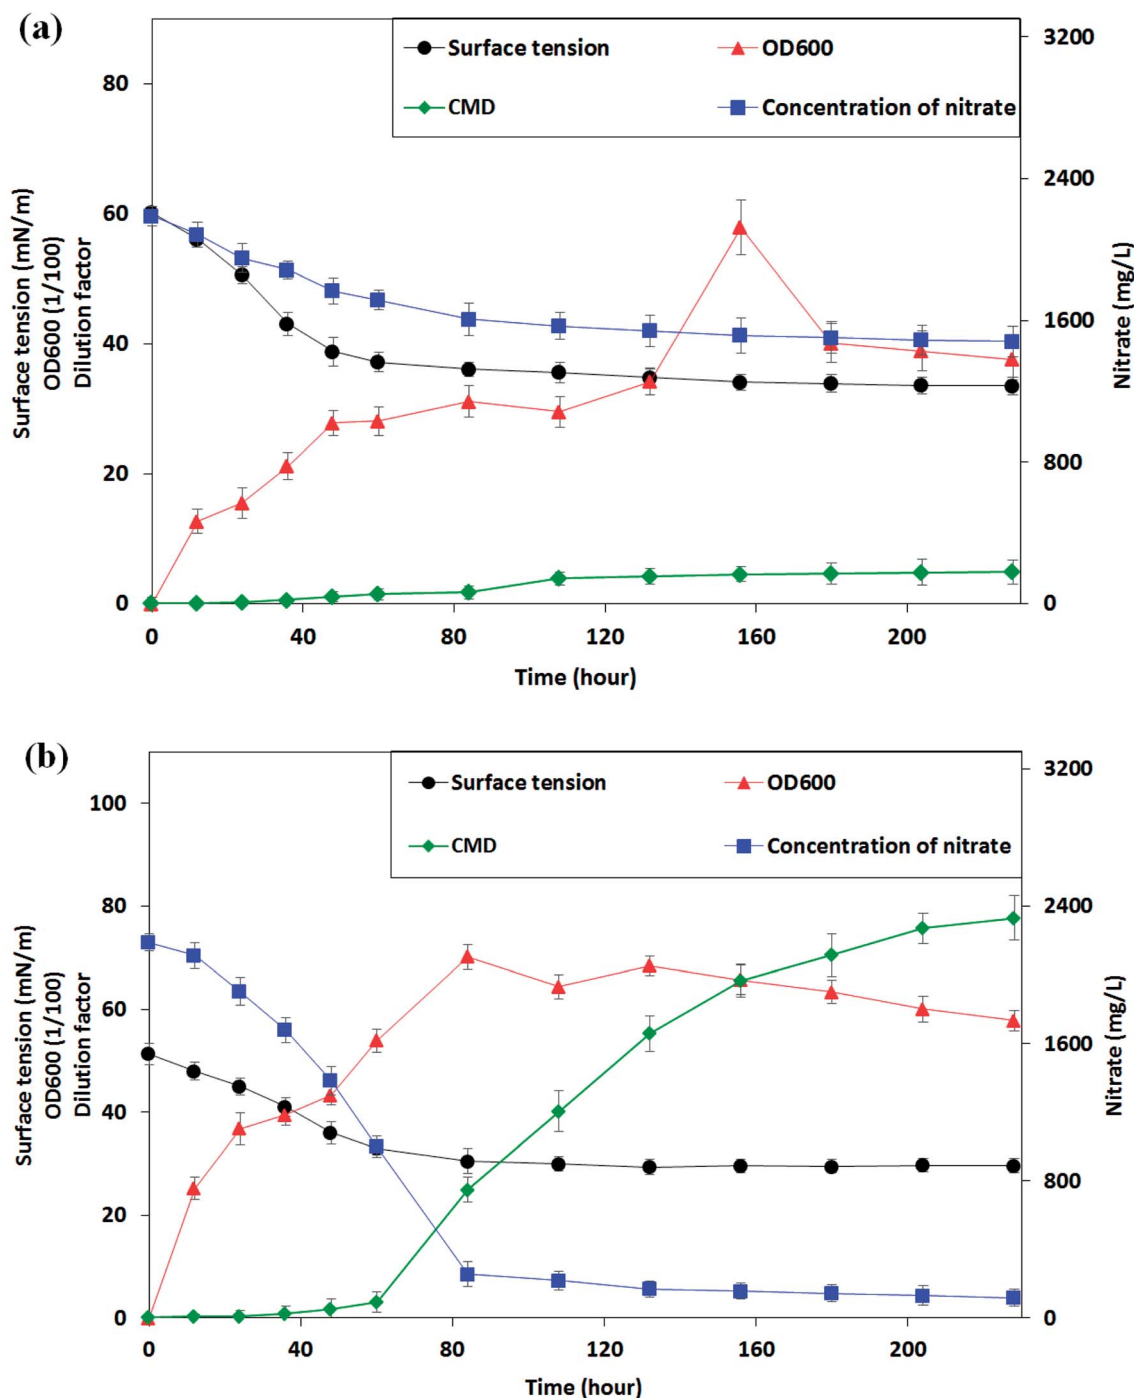 (a)
Surface tension
OD600
CMD
Concentration of nitrate
Surface tension (mN/m)
OD600 (1/100)
Dilution factor
80
60
40
20
0
3200
2400
1600
800
0
Nitrate (mg/L)
0 40 80 120 160 200
Time (hour)
(b)
Surface tension
OD600
CMD
Concentration of nitrate
Surface tension (mN/m)
OD600 (1/100)
Dilution factor
100
80
60
40
20
0
3200
2400
1600
800
0
Nitrate (mg/L)
0 40 80 120 160 200
Time (hour)